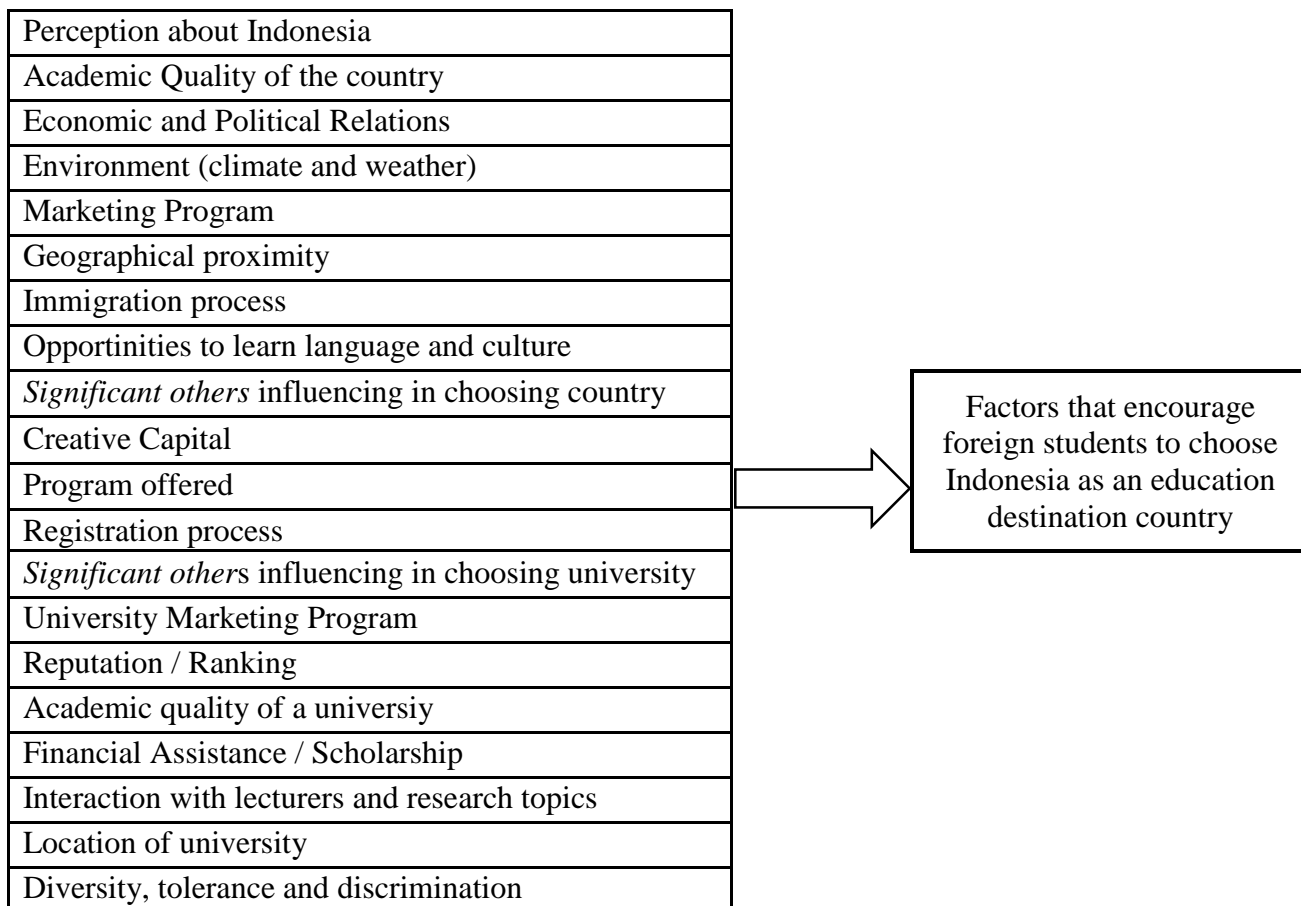 Perception about Indonesia
Academic Quality of the country
Economic and Political Relations
Environment (climate and weather)
Marketing Program
Geographical proximity
Immigration process
Opportinities to learn language and culture
Significant others influencing in choosing country
Creative Capital
Program offered
Registration process
Significant others influencing in choosing university
University Marketing Program
Reputation / Ranking
Academic quality of a universiy
Financial Assistance / Scholarship
Interaction with lecturers and research topics
Location of university
Diversity, tolerance and discrimination
Factors that encourage
foreign students to choose
Indonesia as an education
destination country